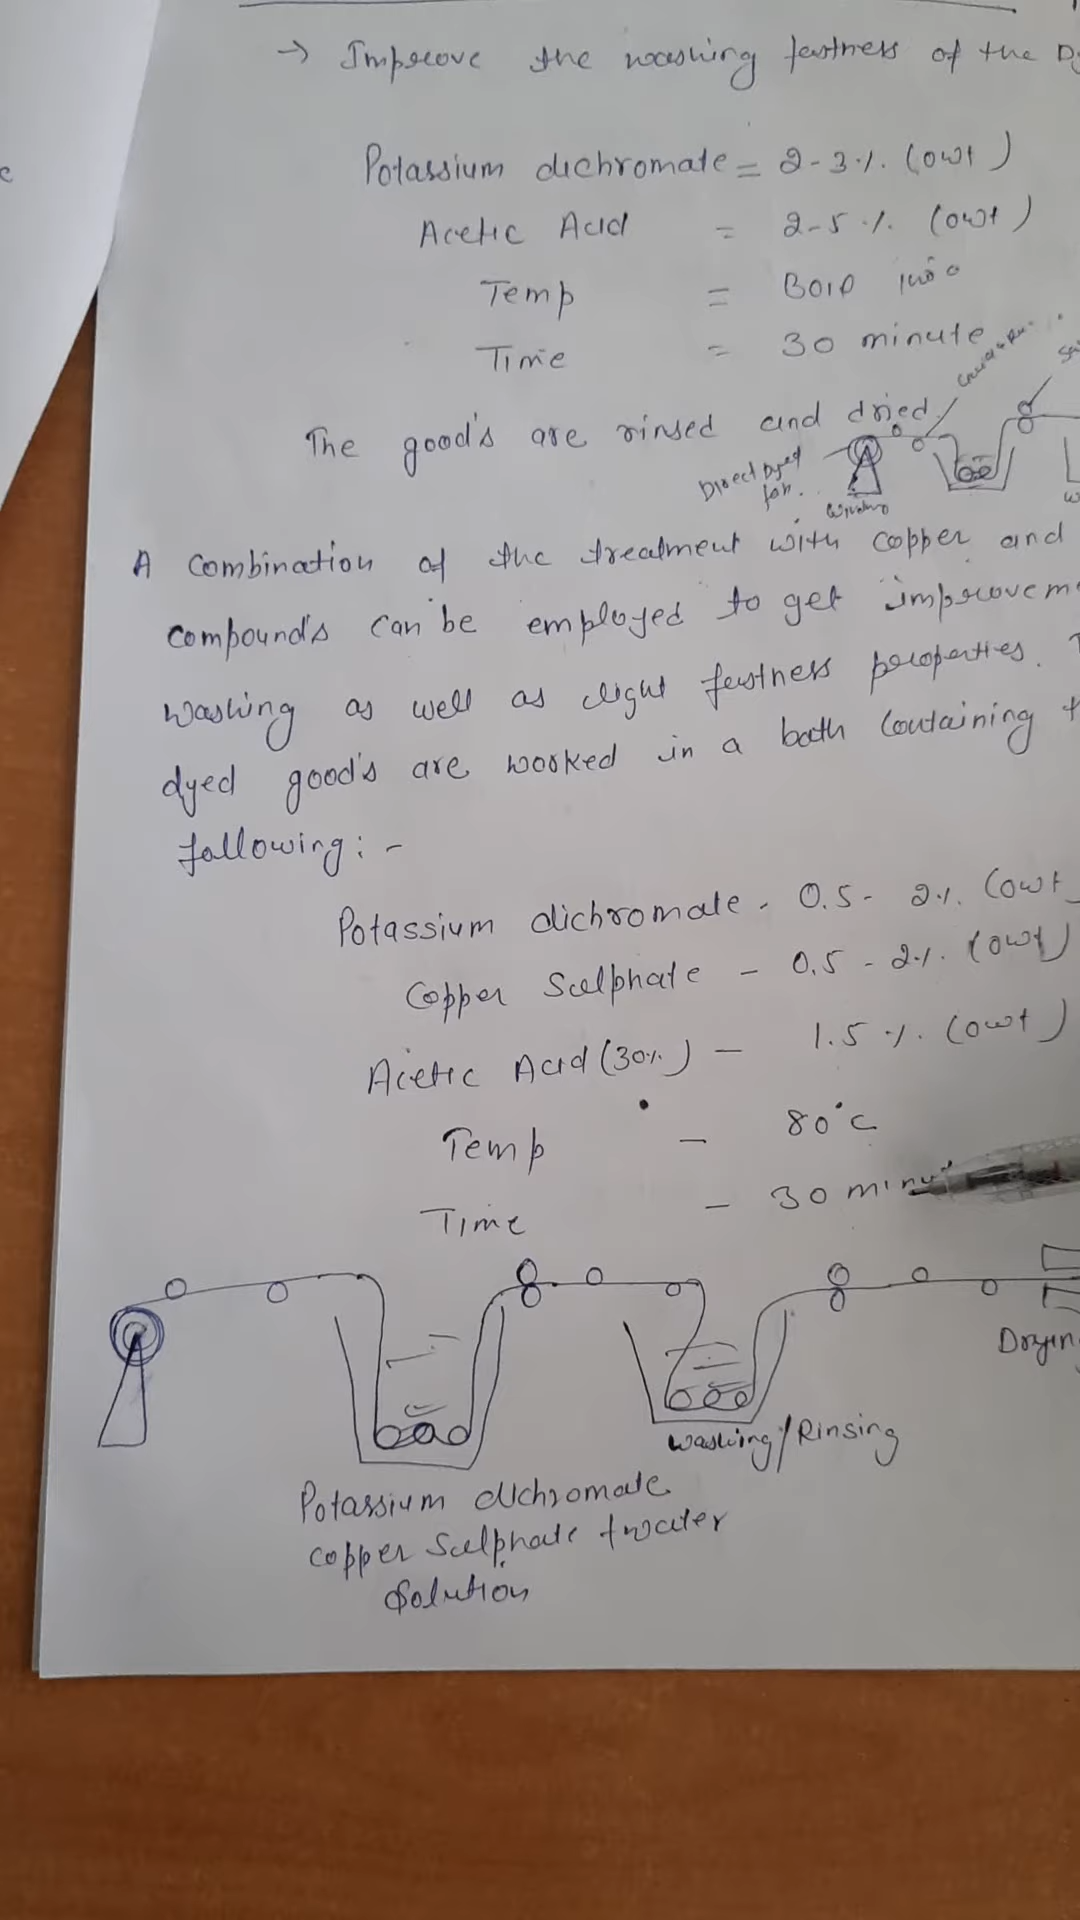 → Improve the washing fastness of the
Potassium dichromate = 2-3% (owt)
Acetic Acid = 2-5% (owt)
Temp = Boil 100°
Time = 30 minute
The good's are rinsed and dried
Direct Dyed
fab.
A combination of the treatment with copper and
compound's can be employed to get improveme
washing as well as light fastness properties.
dyed good's are worked in a bath containing
following:-
Potassium dichromate - 0.5 - 2% (owt
Copper Sulphate - 0.5 - 2% (owt)
Acetic Acid (30%) - 1.5% (owt)
Temp - 80°C
Time - 30 minu
Drying
Washing/Rinsing
Potassium dichromate
copper Sulphate + water
Solution